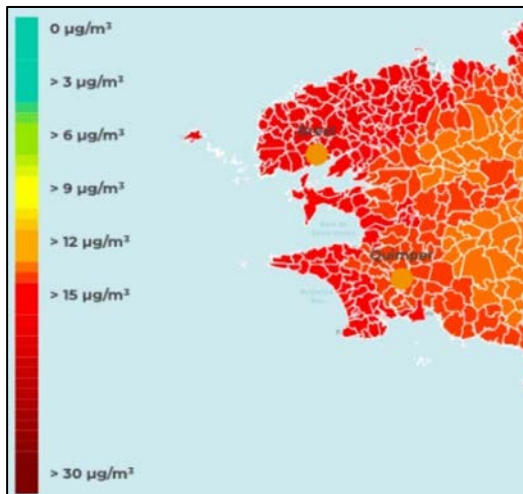 0 µg/m³
> 3 µg/m³
> 6 µg/m³
> 9 µg/m³
> 12 µg/m³
> 15 µg/m³
> 30 µg/m³
Brest
Quimper